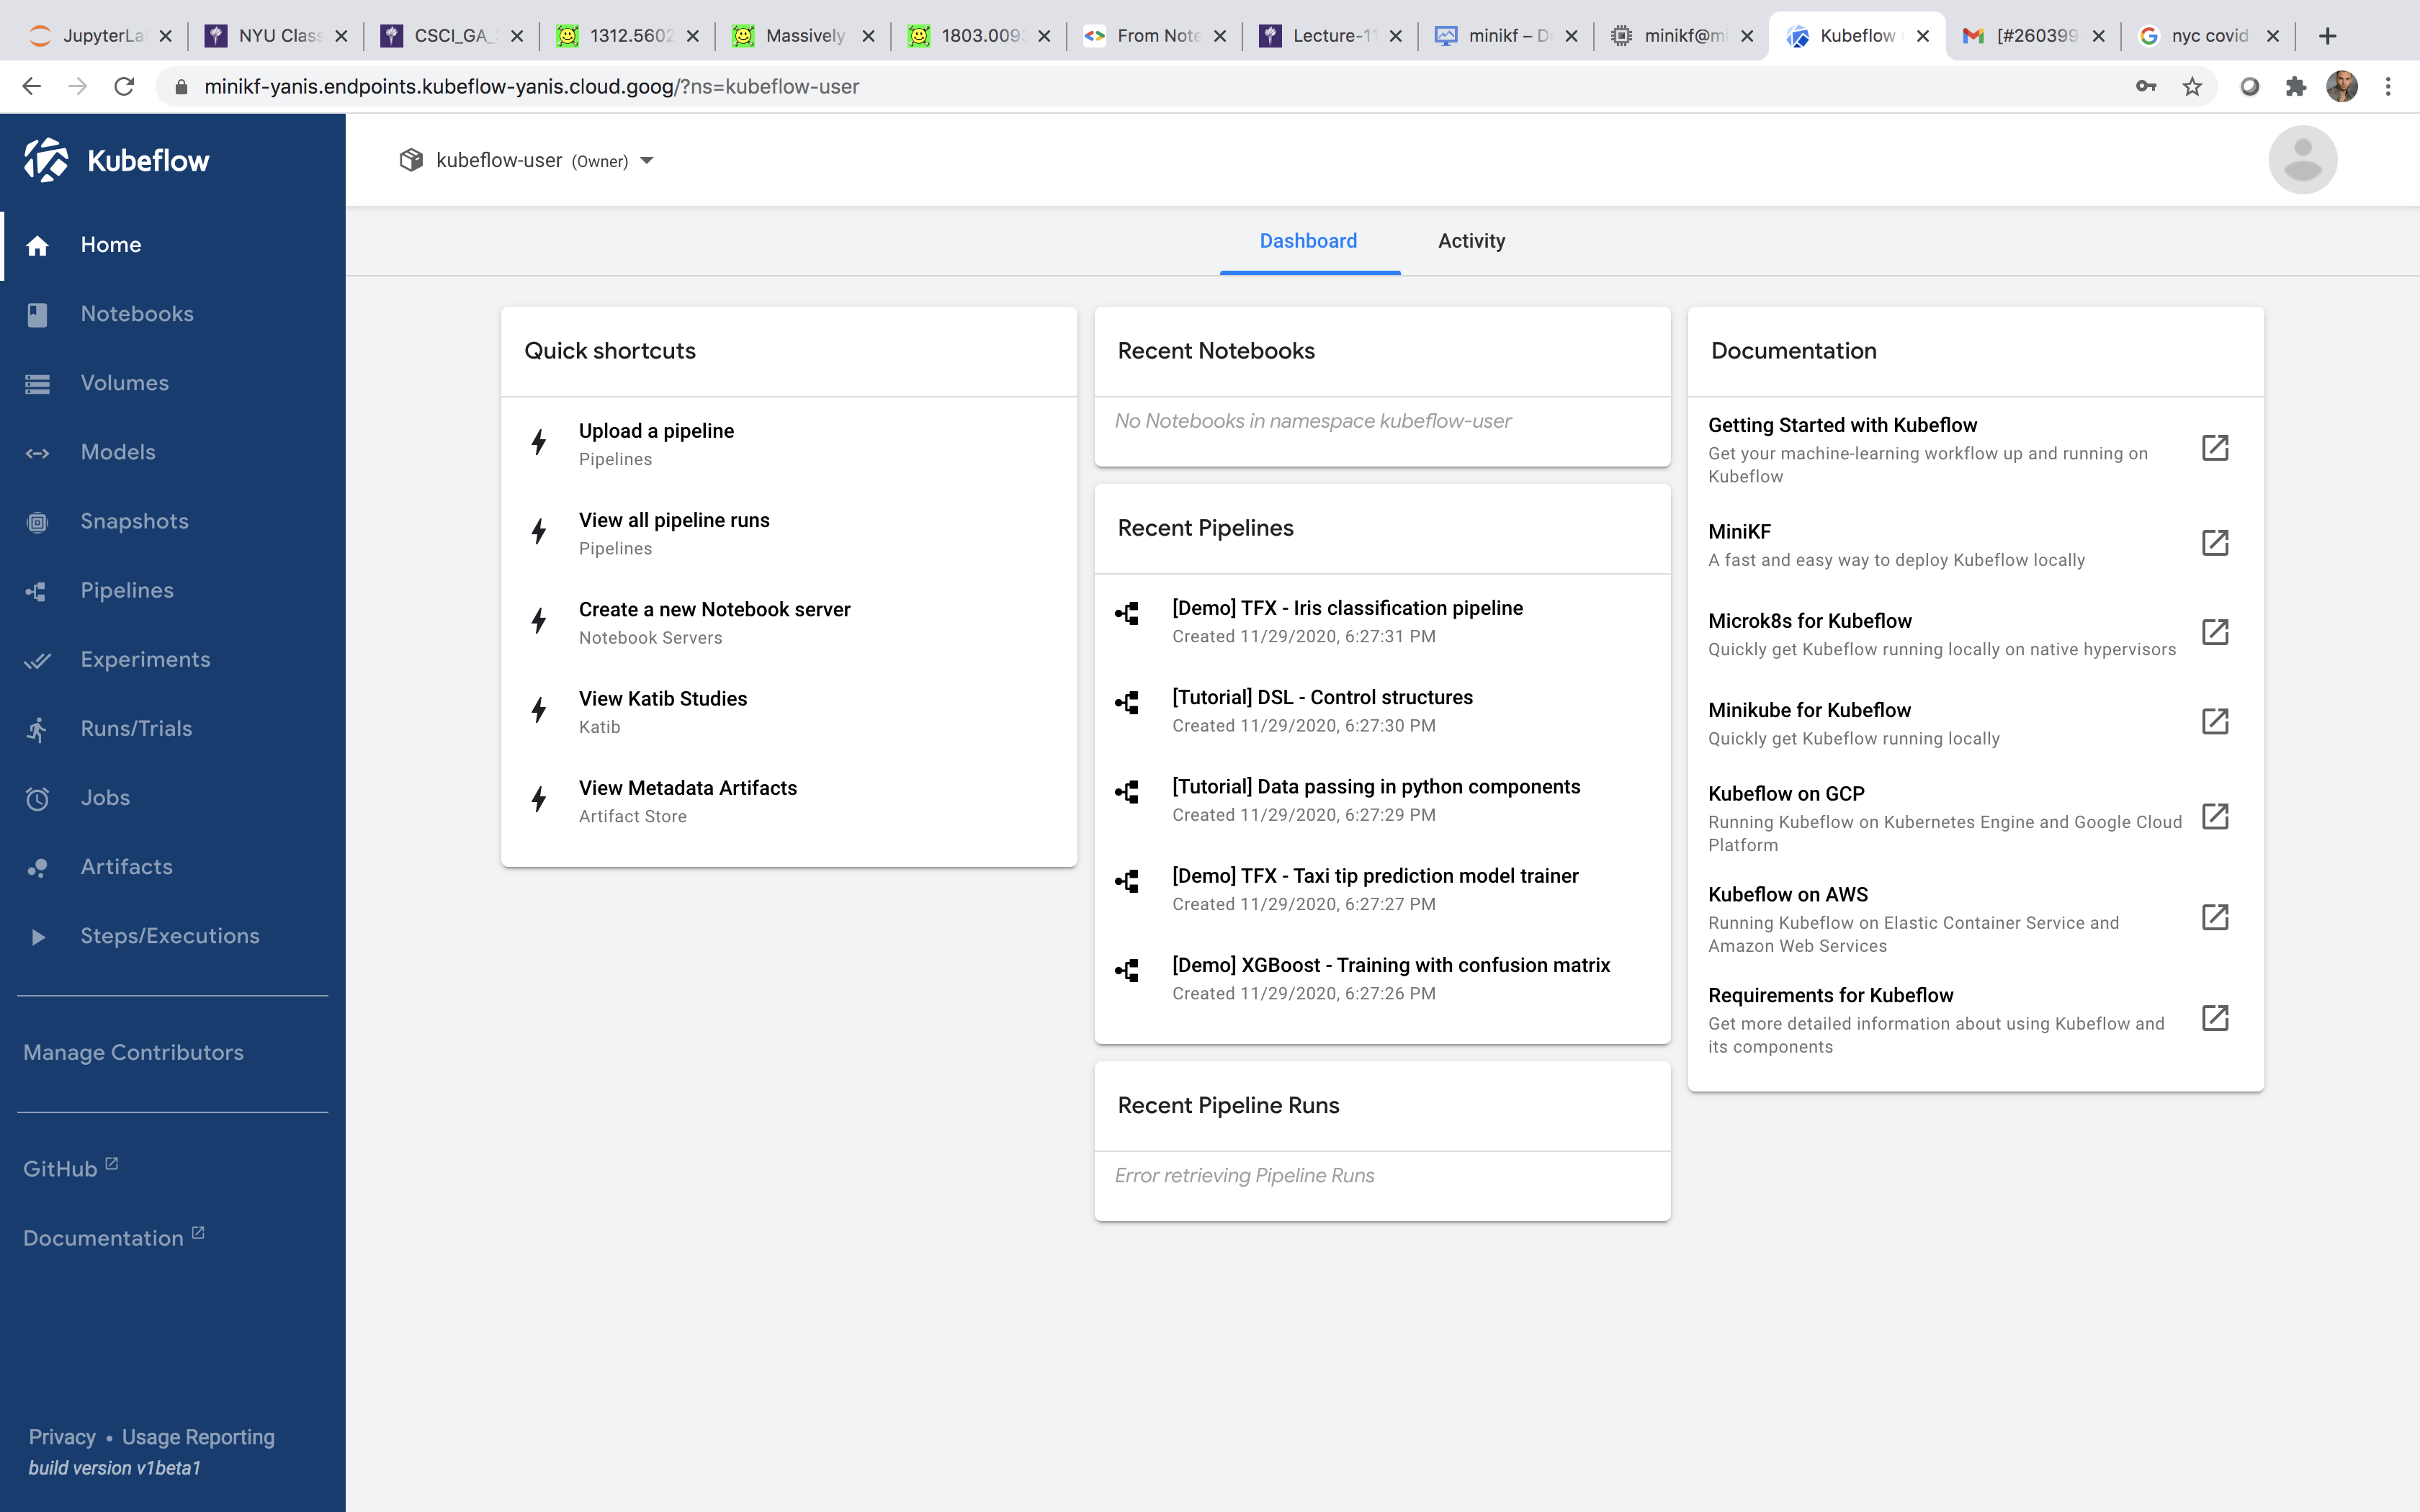 JupyterLa
NYU Class
CSCI_GA_
1312.5602
Massively
1803.0093
From Note
Lecture-11
minikf – D
minikf@mi
Kubeflow
[#260399
nyc covid
minikf-yanis.endpoints.kubeflow-yanis.cloud.goog/?ns=kubeflow-user
Kubeflow
Home
Notebooks
Volumes
Models
Snapshots
Pipelines
Experiments
Runs/Trials
Jobs
Artifacts
Steps/Executions
Manage Contributors
GitHub
Documentation
Privacy • Usage Reporting
build version v1beta1
kubeflow-user (Owner)
Dashboard
Activity
Quick shortcuts
Upload a pipeline
Pipelines
View all pipeline runs
Pipelines
Create a new Notebook server
Notebook Servers
View Katib Studies
Katib
View Metadata Artifacts
Artifact Store
Recent Notebooks
No Notebooks in namespace kubeflow-user
Recent Pipelines
[Demo] TFX - Iris classification pipeline
Created 11/29/2020, 6:27:31 PM
[Tutorial] DSL - Control structures
Created 11/29/2020, 6:27:30 PM
[Tutorial] Data passing in python components
Created 11/29/2020, 6:27:29 PM
[Demo] TFX - Taxi tip prediction model trainer
Created 11/29/2020, 6:27:27 PM
[Demo] XGBoost - Training with confusion matrix
Created 11/29/2020, 6:27:26 PM
Recent Pipeline Runs
Error retrieving Pipeline Runs
Documentation
Getting Started with Kubeflow
Get your machine-learning workflow up and running on
Kubeflow
MiniKF
A fast and easy way to deploy Kubeflow locally
Microk8s for Kubeflow
Quickly get Kubeflow running locally on native hypervisors
Minikube for Kubeflow
Quickly get Kubeflow running locally
Kubeflow on GCP
Running Kubeflow on Kubernetes Engine and Google Cloud
Platform
Kubeflow on AWS
Running Kubeflow on Elastic Container Service and
Amazon Web Services
Requirements for Kubeflow
Get more detailed information about using Kubeflow and
its components